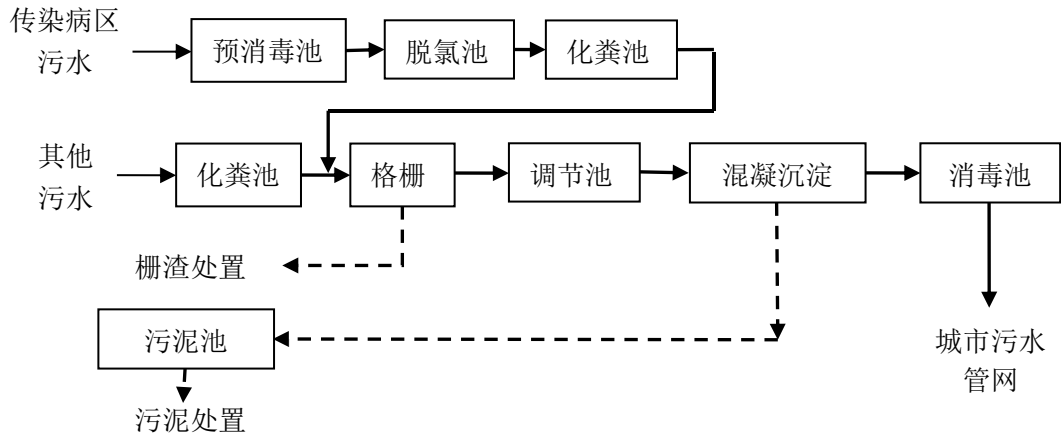 传染病区
污水
预消毒池
脱氯池
化粪池
其他
污水
化粪池
格栅
调节池
混凝沉淀
消毒池
栅渣处置
污泥池
城市污水
管网
污泥处置